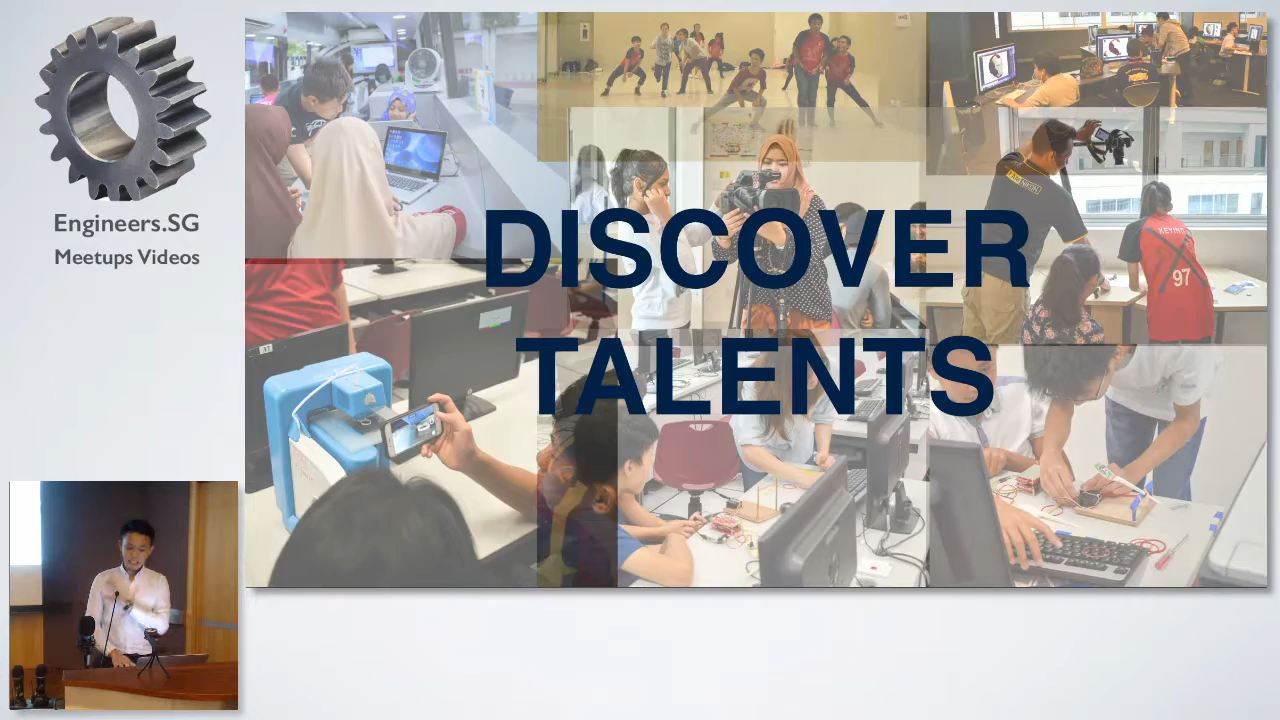 Engineers.SG
Meetups Videos
DISCOVER
TALENTS
KEYING
97